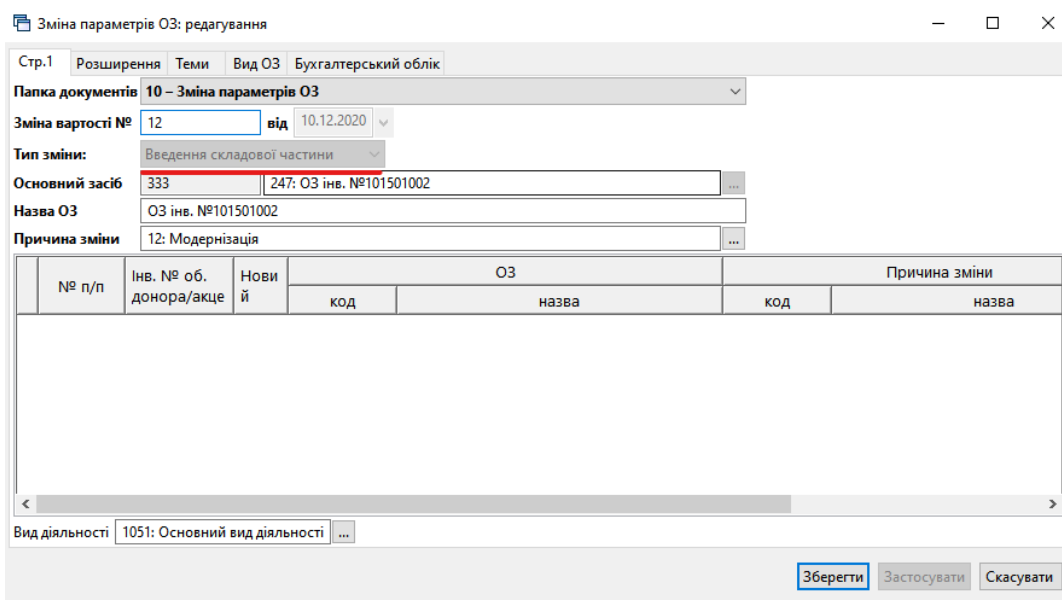 Зміна параметрів ОЗ: редагування
Стр.1 Розширення Теми Вид ОЗ Бухгалтерський облік
Папка документів 10 – Зміна параметрів ОЗ
Зміна вартості № 12 від 10.12.2020
Тип зміни: Введення складової частини
Основний засіб 333 247: ОЗ інв. №101501002 ...
Назва ОЗ ОЗ інв. №101501002
Причина зміни 12: Модернізація ...
№ п/п Інв. № об. Нови ОЗ Причина зміни
донора/акце й код назва код назва
Вид діяльності 1051: Основний вид діяльності ...
Зберегти Застосувати Скасувати